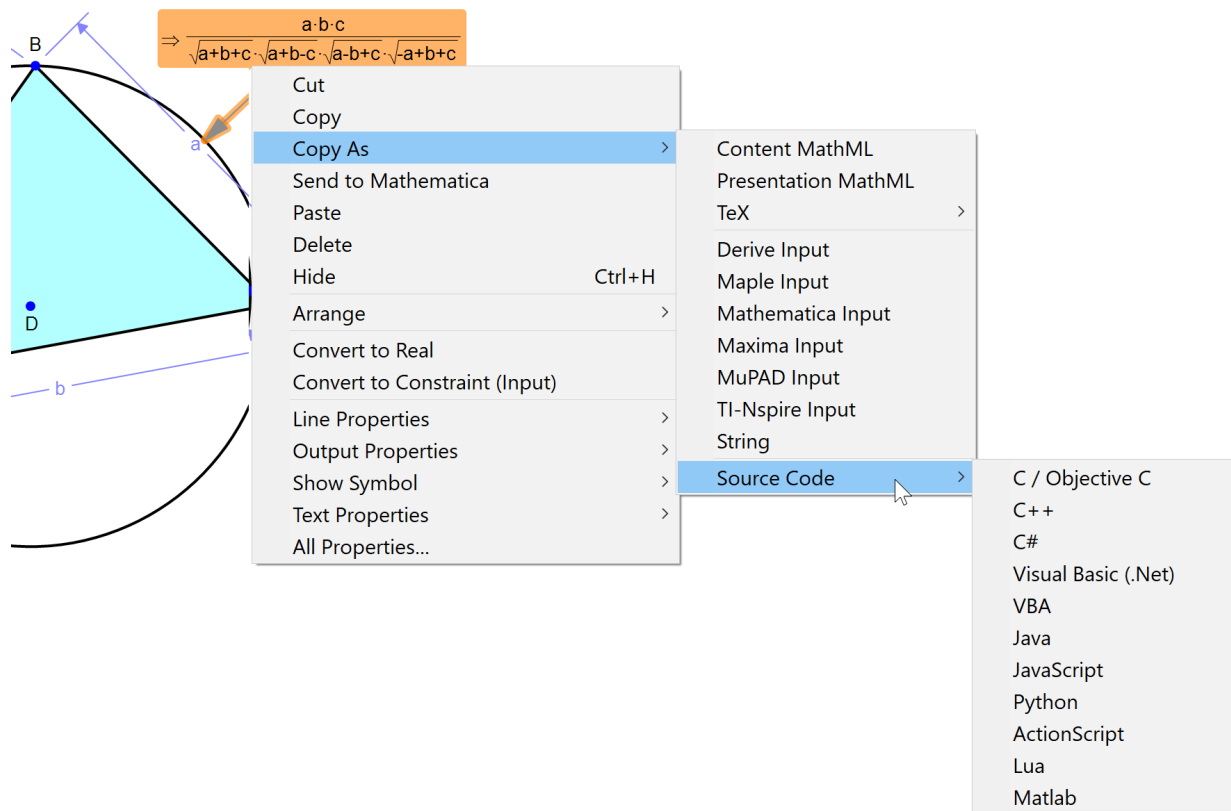 B
⇒ a·b·c
√a+b+c·√a+b-c·√a-b+c·√-a+b+c
a
D
b
Cut
Copy
Copy As
Send to Mathematica
Paste
Delete
Hide Ctrl+H
Arrange
Convert to Real
Convert to Constraint (Input)
Line Properties
Output Properties
Show Symbol
Text Properties
All Properties...
Content MathML
Presentation MathML
TeX
Derive Input
Maple Input
Mathematica Input
Maxima Input
MuPAD Input
TI-Nspire Input
String
Source Code
C / Objective C
C++
C#
Visual Basic (.Net)
VBA
Java
JavaScript
Python
ActionScript
Lua
Matlab